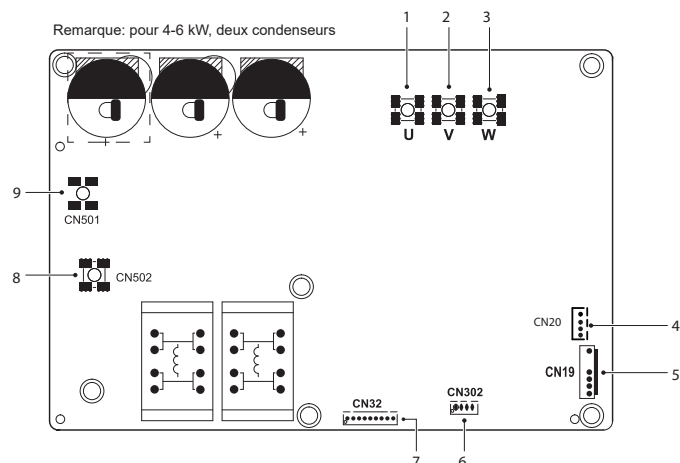 Remarque: pour 4-6 kW, deux condenseurs
1 2 3
U V W
9
CN501
8
CN502
CN20
4
CN19
5
CN302
CN32
7
6